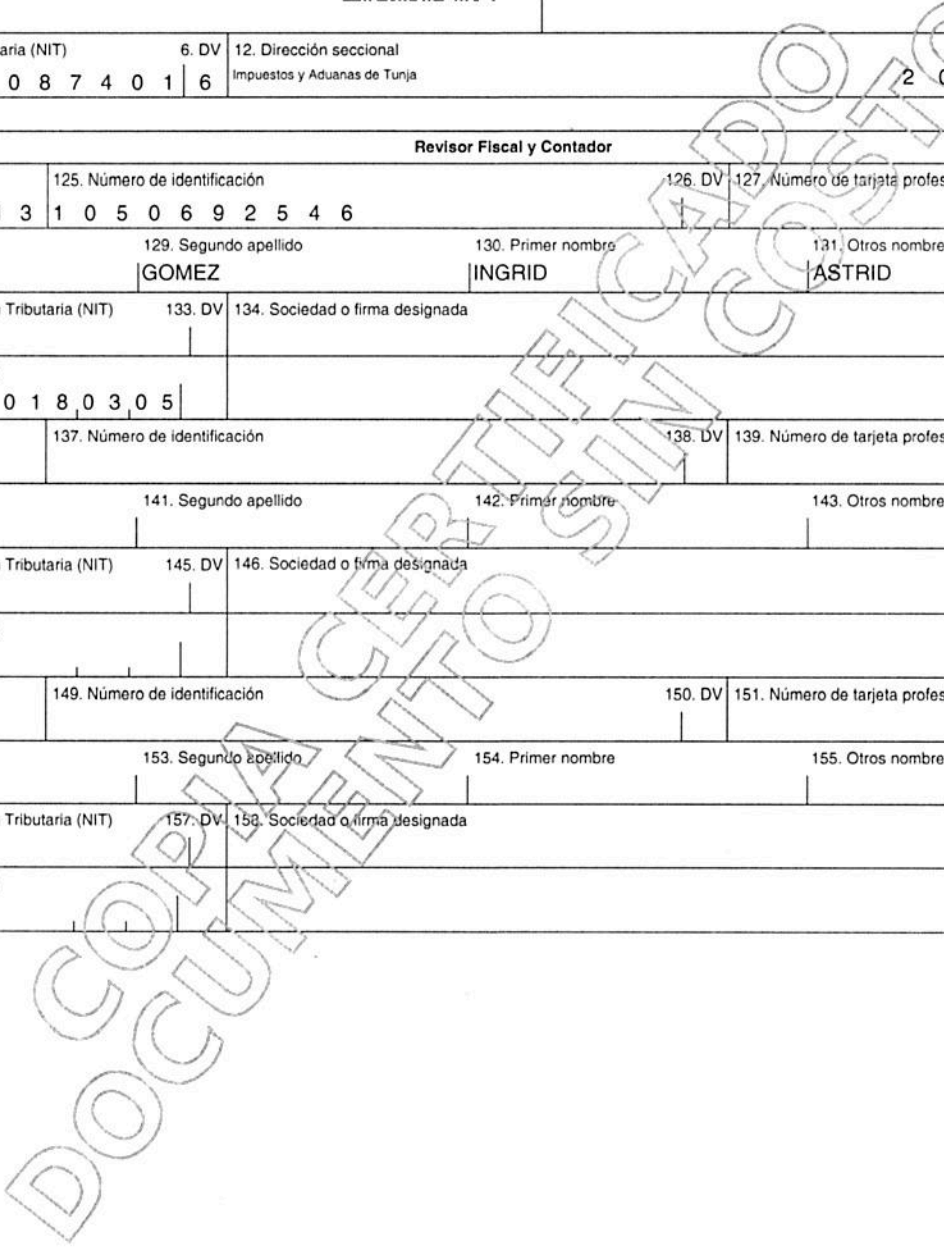 aria (NIT) 6. DV 12. Dirección seccional
0 8 7 4 0 1 6 Impuestos y Aduanas de Tunja 2 0
Revisor Fiscal y Contador
125. Número de identificación 126. DV 127. Número de tarjeta profes
3 1 0 5 0 6 9 2 5 4 6
129. Segundo apellido 130. Primer nombre 131. Otros nombre
GOMEZ INGRID ASTRID
Tributaria (NIT) 133. DV 134. Sociedad o firma designada
0 1 8 0 3 0 5
137. Número de identificación 138. DV 139. Número de tarjeta profes
141. Segundo apellido 142. Primer nombre 143. Otros nombre
Tributaria (NIT) 145. DV 146. Sociedad o firma designada
149. Número de identificación 150. DV 151. Número de tarjeta profes
153. Segundo apellido 154. Primer nombre 155. Otros nombre
Tributaria (NIT) 157. DV 158. Sociedad o firma designada
COPIA CERTIFICADO
DOCUMENTO SIN COSTO